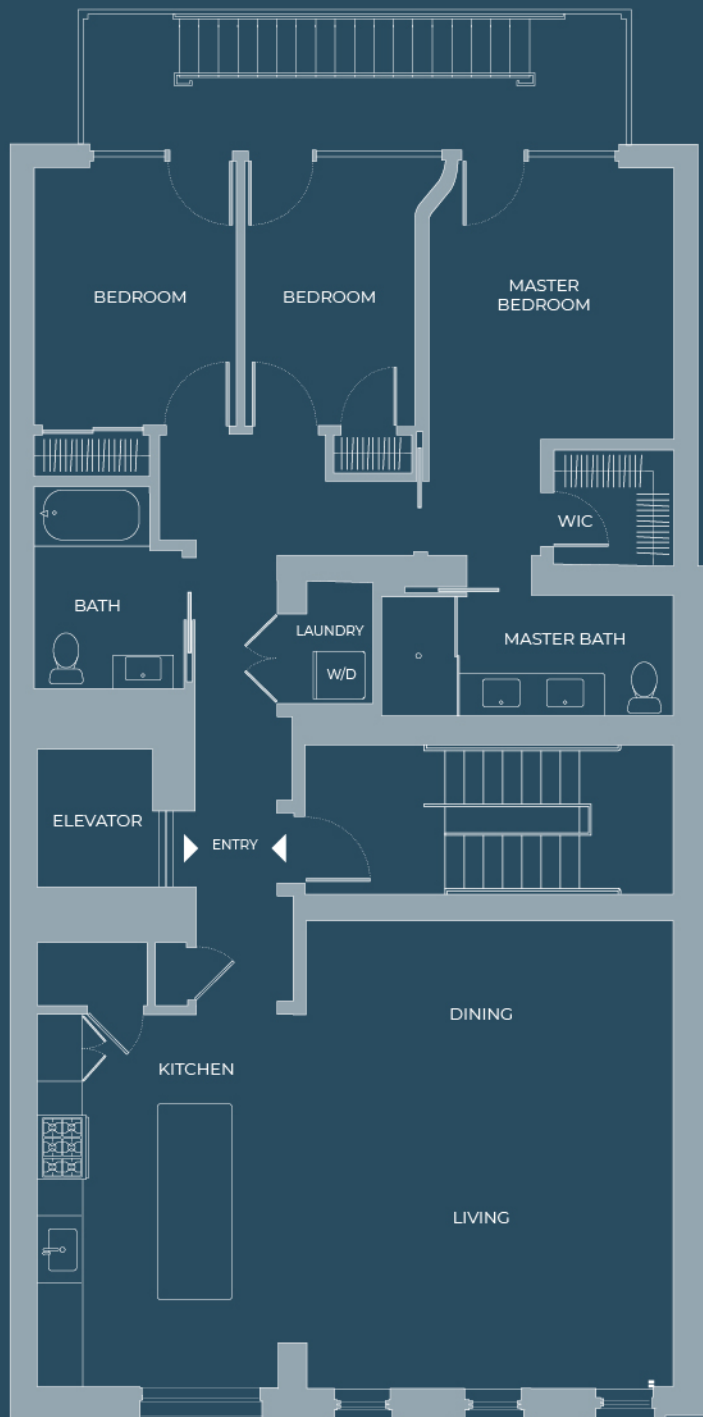 BEDROOM
BEDROOM
MASTER
BEDROOM
WIC
BATH
LAUNDRY
W/D
MASTER BATH
ELEVATOR
ENTRY
DINING
KITCHEN
LIVING